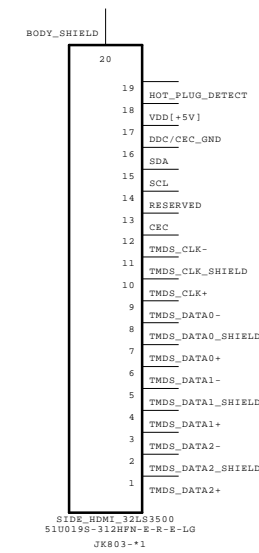 BODY_SHIELD
20
19
HOT_PLUG_DETECT
18
VDD[+5V]
17
DDC/CEC_GND
16
SDA
15
SCL
14
RESERVED
13
CEC
12
TMDS_CLK-
11
TMDS_CLK_SHIELD
10
TMDS_CLK+
9
TMDS_DATA0-
8
TMDS_DATA0_SHIELD
7
TMDS_DATA0+
6
TMDS_DATA1-
5
TMDS_DATA1_SHIELD
4
TMDS_DATA1+
3
TMDS_DATA2-
2
TMDS_DATA2_SHIELD
1
TMDS_DATA2+
SIDE_HDMI_32LS3500
51U019S-312HFN-E-R-E-LG
JK803-*1